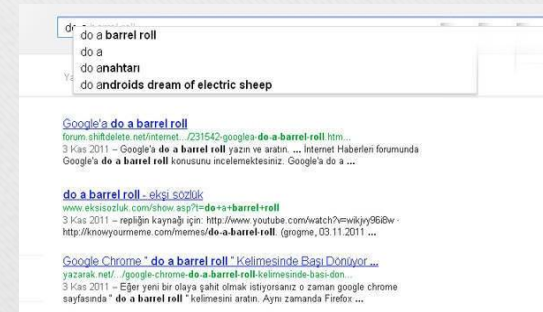 do a barrel roll
do a barrel roll
do a
do anahtarı
do androids dream of electric sheep
Google'a do a barrel roll
forum.shiftdelete.net/internet.../231542-googlea-do-a-barrel-roll.htm...
3 Kas 2011 – Google'a do a barrel roll yazın ve aratın. ... İnternet Haberleri forumunda
Google'a do a barrel roll konusunu incelemektesiniz. Google'a do a ...
do a barrel roll - ekşi sözlük
www.eksisozluk.com/show.asp?t=do+a+barrel+roll
3 Kas 2011 – repliğin kaynağı için: http://www.youtube.com/watch?v=wikjvy96i8w ·
http://knowyourmeme.com/memes/do-a-barrel-roll. (grogme, 03.11.2011 ...
Google Chrome " do a barrel roll " Kelimesinde Başı Dönüyor ...
yazarak.net/.../google-chrome-do-a-barrel-roll-kelimesinde-basi-don...
3 Kas 2011 – Eğer yeni bir olaya şahit olmak istiyorsanız o zaman google chrome
sayfasında " do a barrel roll " kelimesini aratın. Aynı zamanda Firefox ...